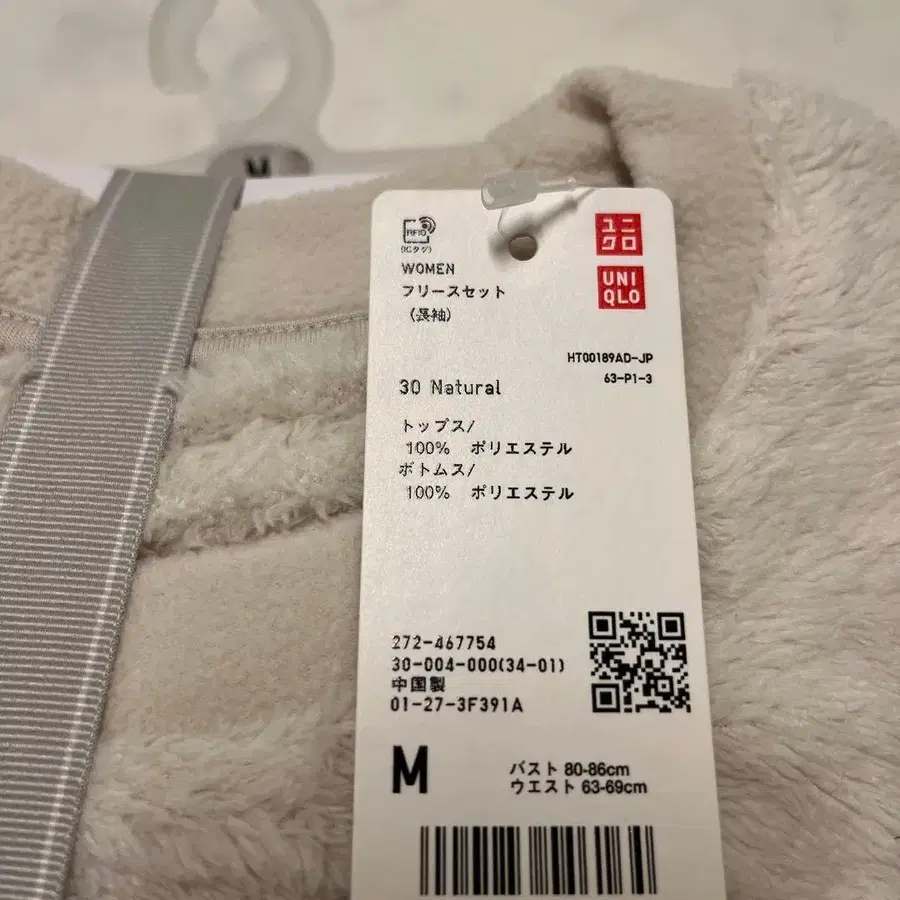 M
RFID
(ICタグ)
ユニ
クロ
UNI
QLO
WOMEN
フリースセット
(長袖)
HT00189AD-JP
63-P1-3
30 Natural
トップス/
100% ポリエステル
ボトムス/
100% ポリエステル
272-467754
30-004-000(34-01)
中国製
01-27-3F391A
M
バスト 80-86cm
ウエスト 63-69cm